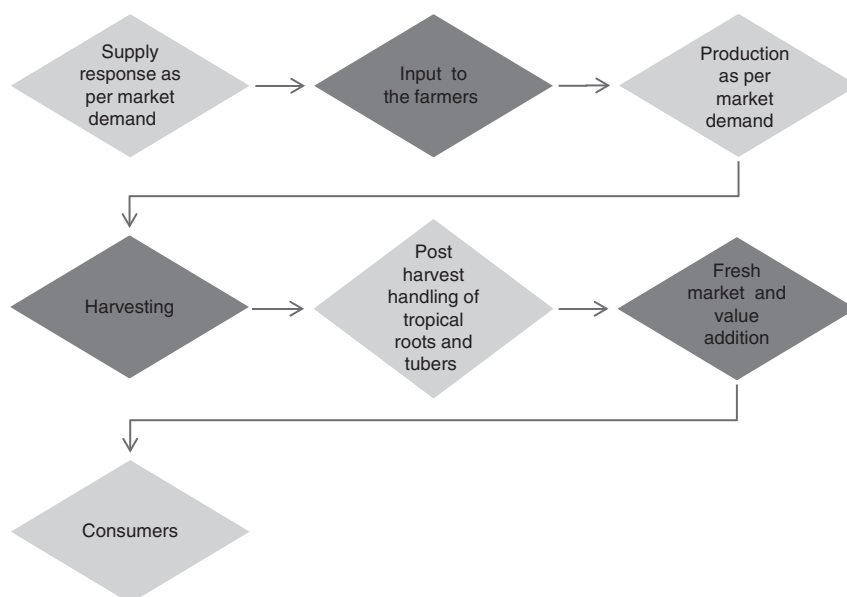 Supply
response as
per market
demand
Input to
the farmers
Production
as per
market
demand
Harvesting
Post
harvest
handling of
tropical
roots and
tubers
Fresh
market and
value
addition
Consumers